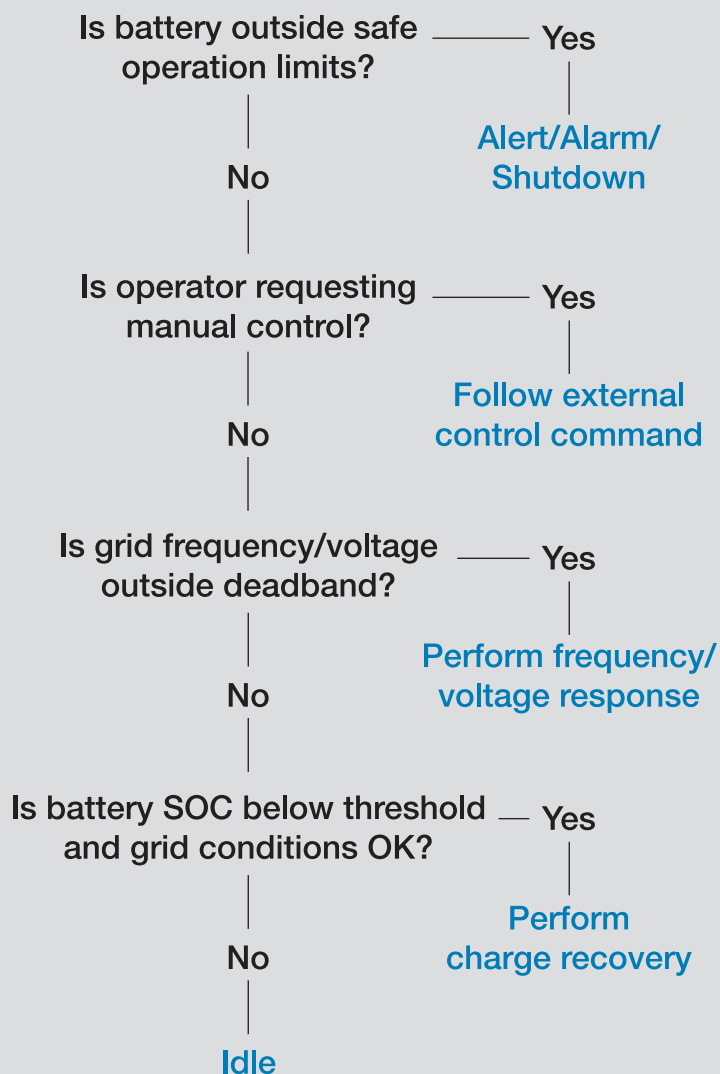 Is battery outside safe
operation limits?
Yes
Alert/Alarm/
Shutdown
No
Is operator requesting
manual control?
Yes
Follow external
control command
No
Is grid frequency/voltage
outside deadband?
Yes
Perform frequency/
voltage response
No
Is battery SOC below threshold
and grid conditions OK?
Yes
Perform
charge recovery
No
Idle